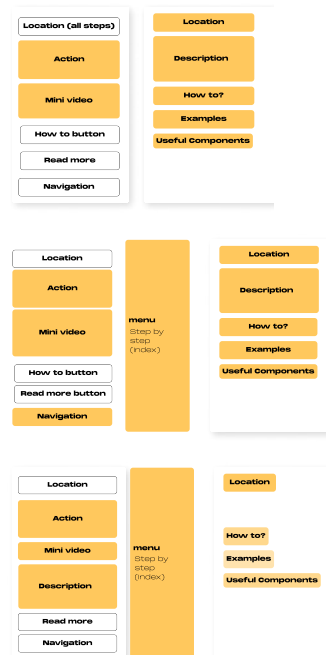 Location (all steps)
Action
Mini video
How to button
Read more
Navigation
Location
Description
How to?
Examples
Useful Components
Location
Action
Mini video
How to button
Read more button
Navigation
menu
Step by
step
(index)
Location
Description
How to?
Examples
Useful Components
Location
Action
Mini video
Description
Read more
Navigation
menu
Step by
step
(index)
Location
How to?
Examples
Useful Components